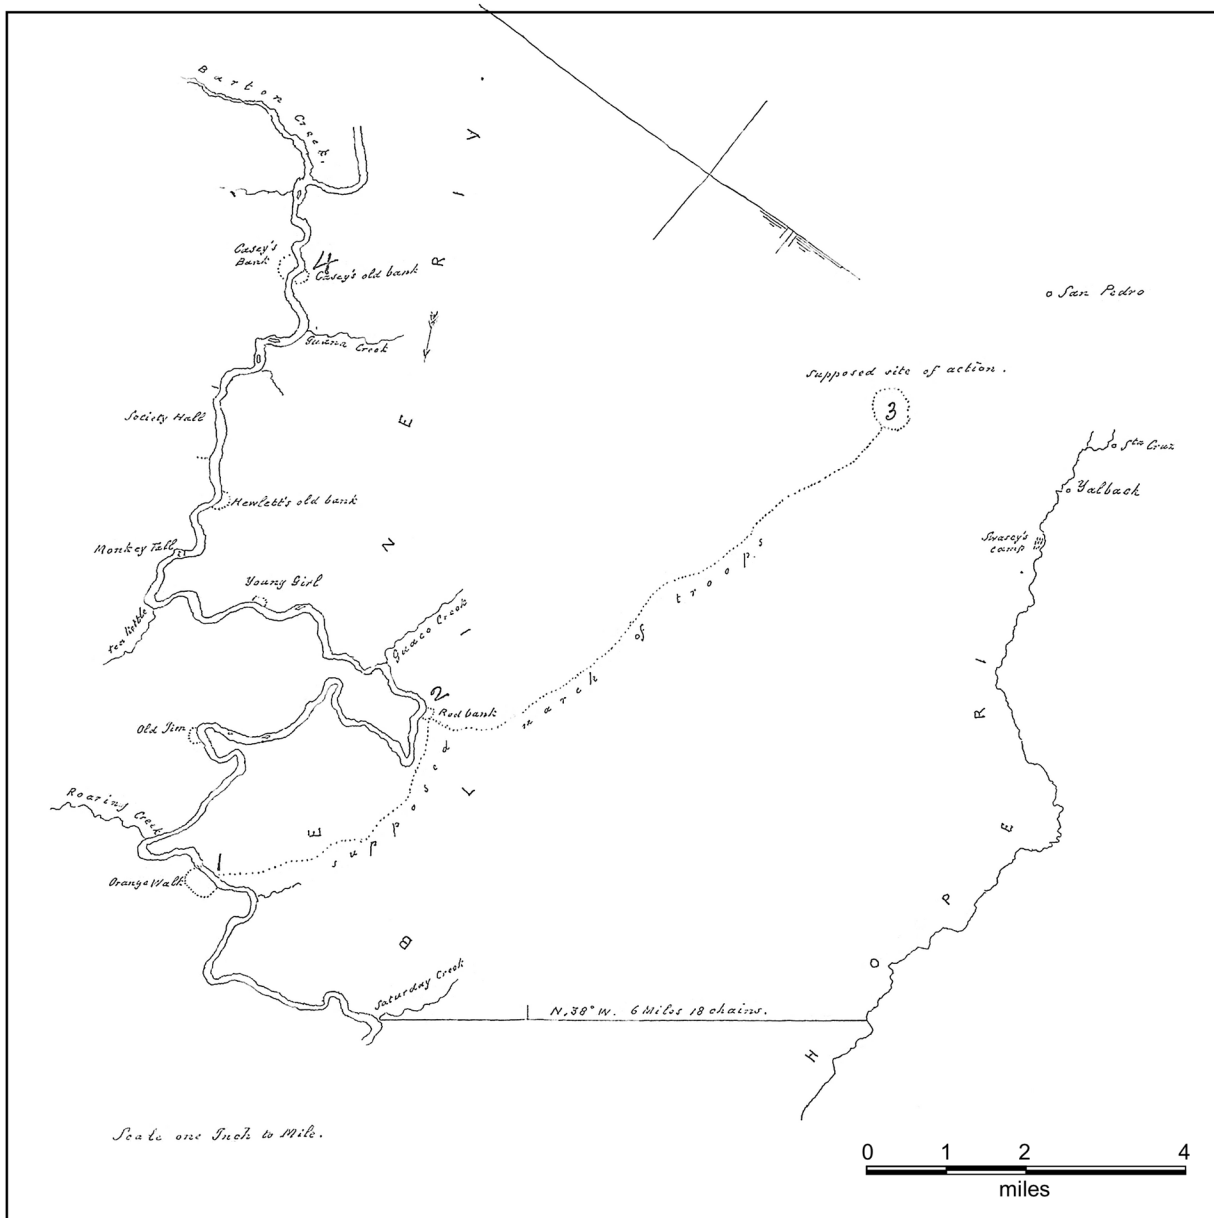 Barton Creek.
RIV.
Casey's
Bank
4
Casey's old bank
San Pedro
Guana
Creek
supposed site of action.
3
E
Society Hall
Sta Cruz
Yalback
Hewlett's old bank
Swasey's
camp
Monkey Fall
N
Young Girl
tea kettle
Guaco Creek
I
2
Red bank
Old Jim
supposed march of troops
RI
Roaring Creek
L
E
1
E
Orange Walk
P
B
O
Saturday Creek
N.38°W. 6 Miles 18 chains.
H
Scale one Inch to Mile.
0 1 2 4
miles